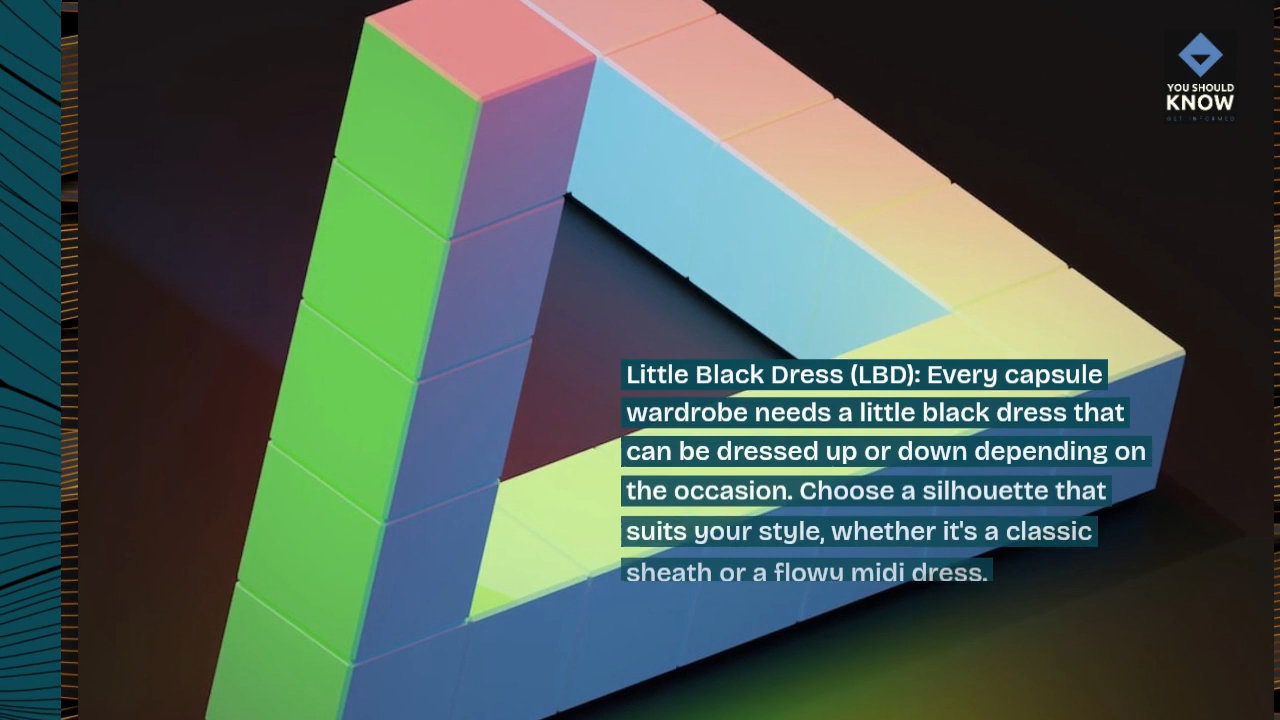 YOU SHOULD
KNOW
GET INFORMED
Little Black Dress (LBD): Every capsule
wardrobe needs a little black dress that
can be dressed up or down depending on
the occasion. Choose a silhouette that
suits your style, whether it's a classic
sheath or a flowy midi dress.